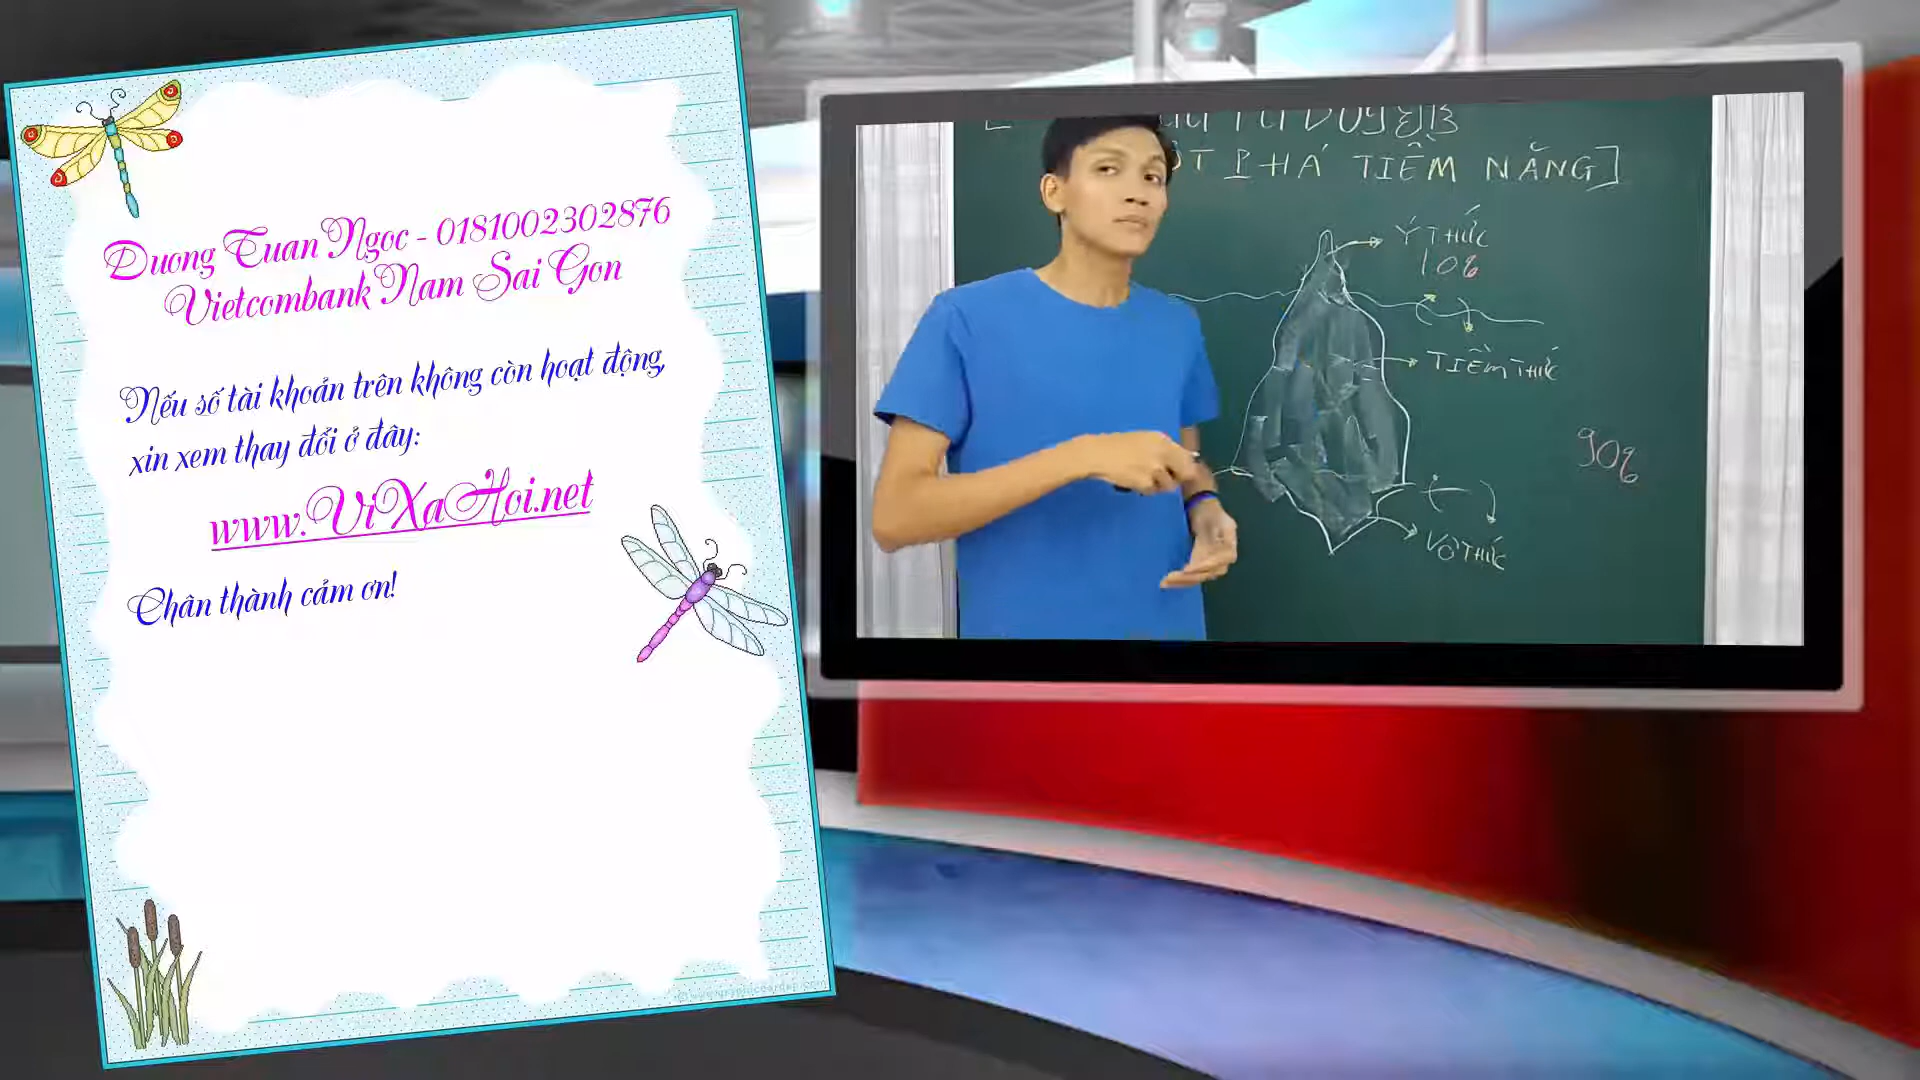 Duong Tuan Ngoc - 0181002302876
Vietcombank Nam Sai Gon
Nếu số tài khoản trên không còn hoạt động,
xin xem thay đổi ở đây:
www.ViXaHoi.net
Chân thành cảm ơn!
PHÁ TIỀM NĂNG]
Ý THỨC
10%
TIỀM THỨC
90%
VÔ THỨC